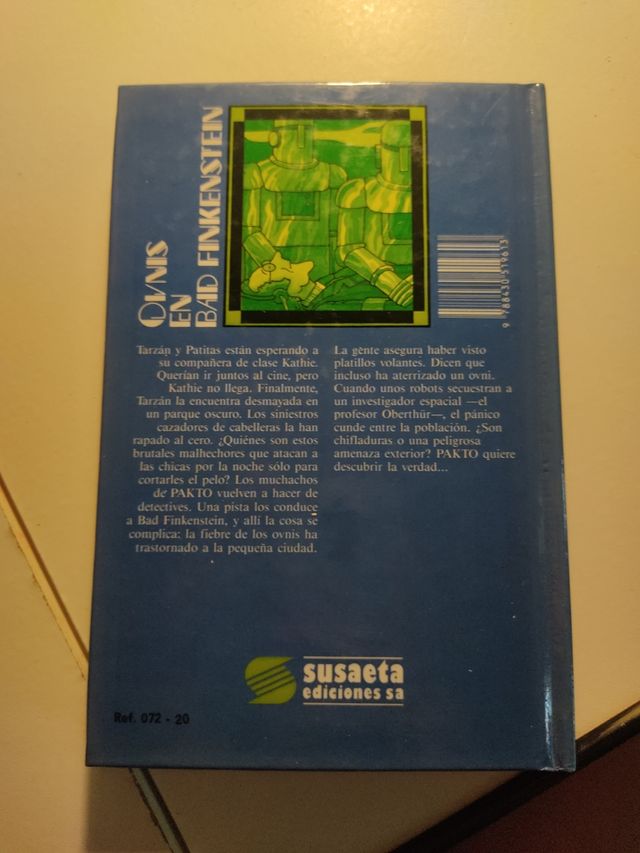 OVNIS
EN
BAD FINKENSTEIN
9 788430 519613
Tarzán y Patitas están esperando a
su compañera de clase Kathie.
Querían ir juntos al cine, pero
Kathie no llega. Finalmente,
Tarzán la encuentra desmayada en
un parque oscuro. Los siniestros
cazadores de cabelleras la han
rapado al cero. ¿Quiénes son estos
brutales malhechores que atacan a
las chicas por la noche sólo para
cortarles el pelo? Los muchachos
de PAKTO vuelven a hacer de
detectives. Una pista los conduce
a Bad Finkenstein, y allí la cosa se
complica: la fiebre de los ovnis ha
trastornado a la pequeña ciudad.
La gente asegura haber visto
platillos volantes. Dicen que
incluso ha aterrizado un ovni.
Cuando unos robots secuestran a
un investigador espacial —el
profesor Oberthür—, el pánico
cunde entre la población. ¿Son
chifladuras o una peligrosa
amenaza exterior? PAKTO quiere
descubrir la verdad...
susaeta
ediciones sa
Ref. 072 - 20